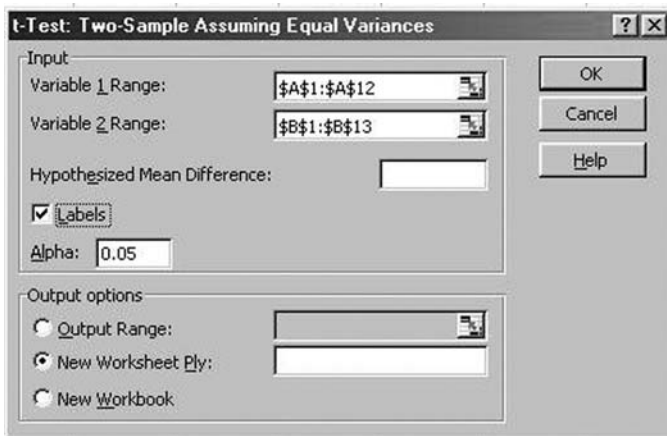 t-Test: Two-Sample Assuming Equal Variances
Input
Variable 1 Range: $A$1:$A$12
Variable 2 Range: $B$1:$B$13
Hypothesized Mean Difference:
Labels
Alpha: 0.05
Output options
Output Range:
New Worksheet Ply:
New Workbook
OK
Cancel
Help